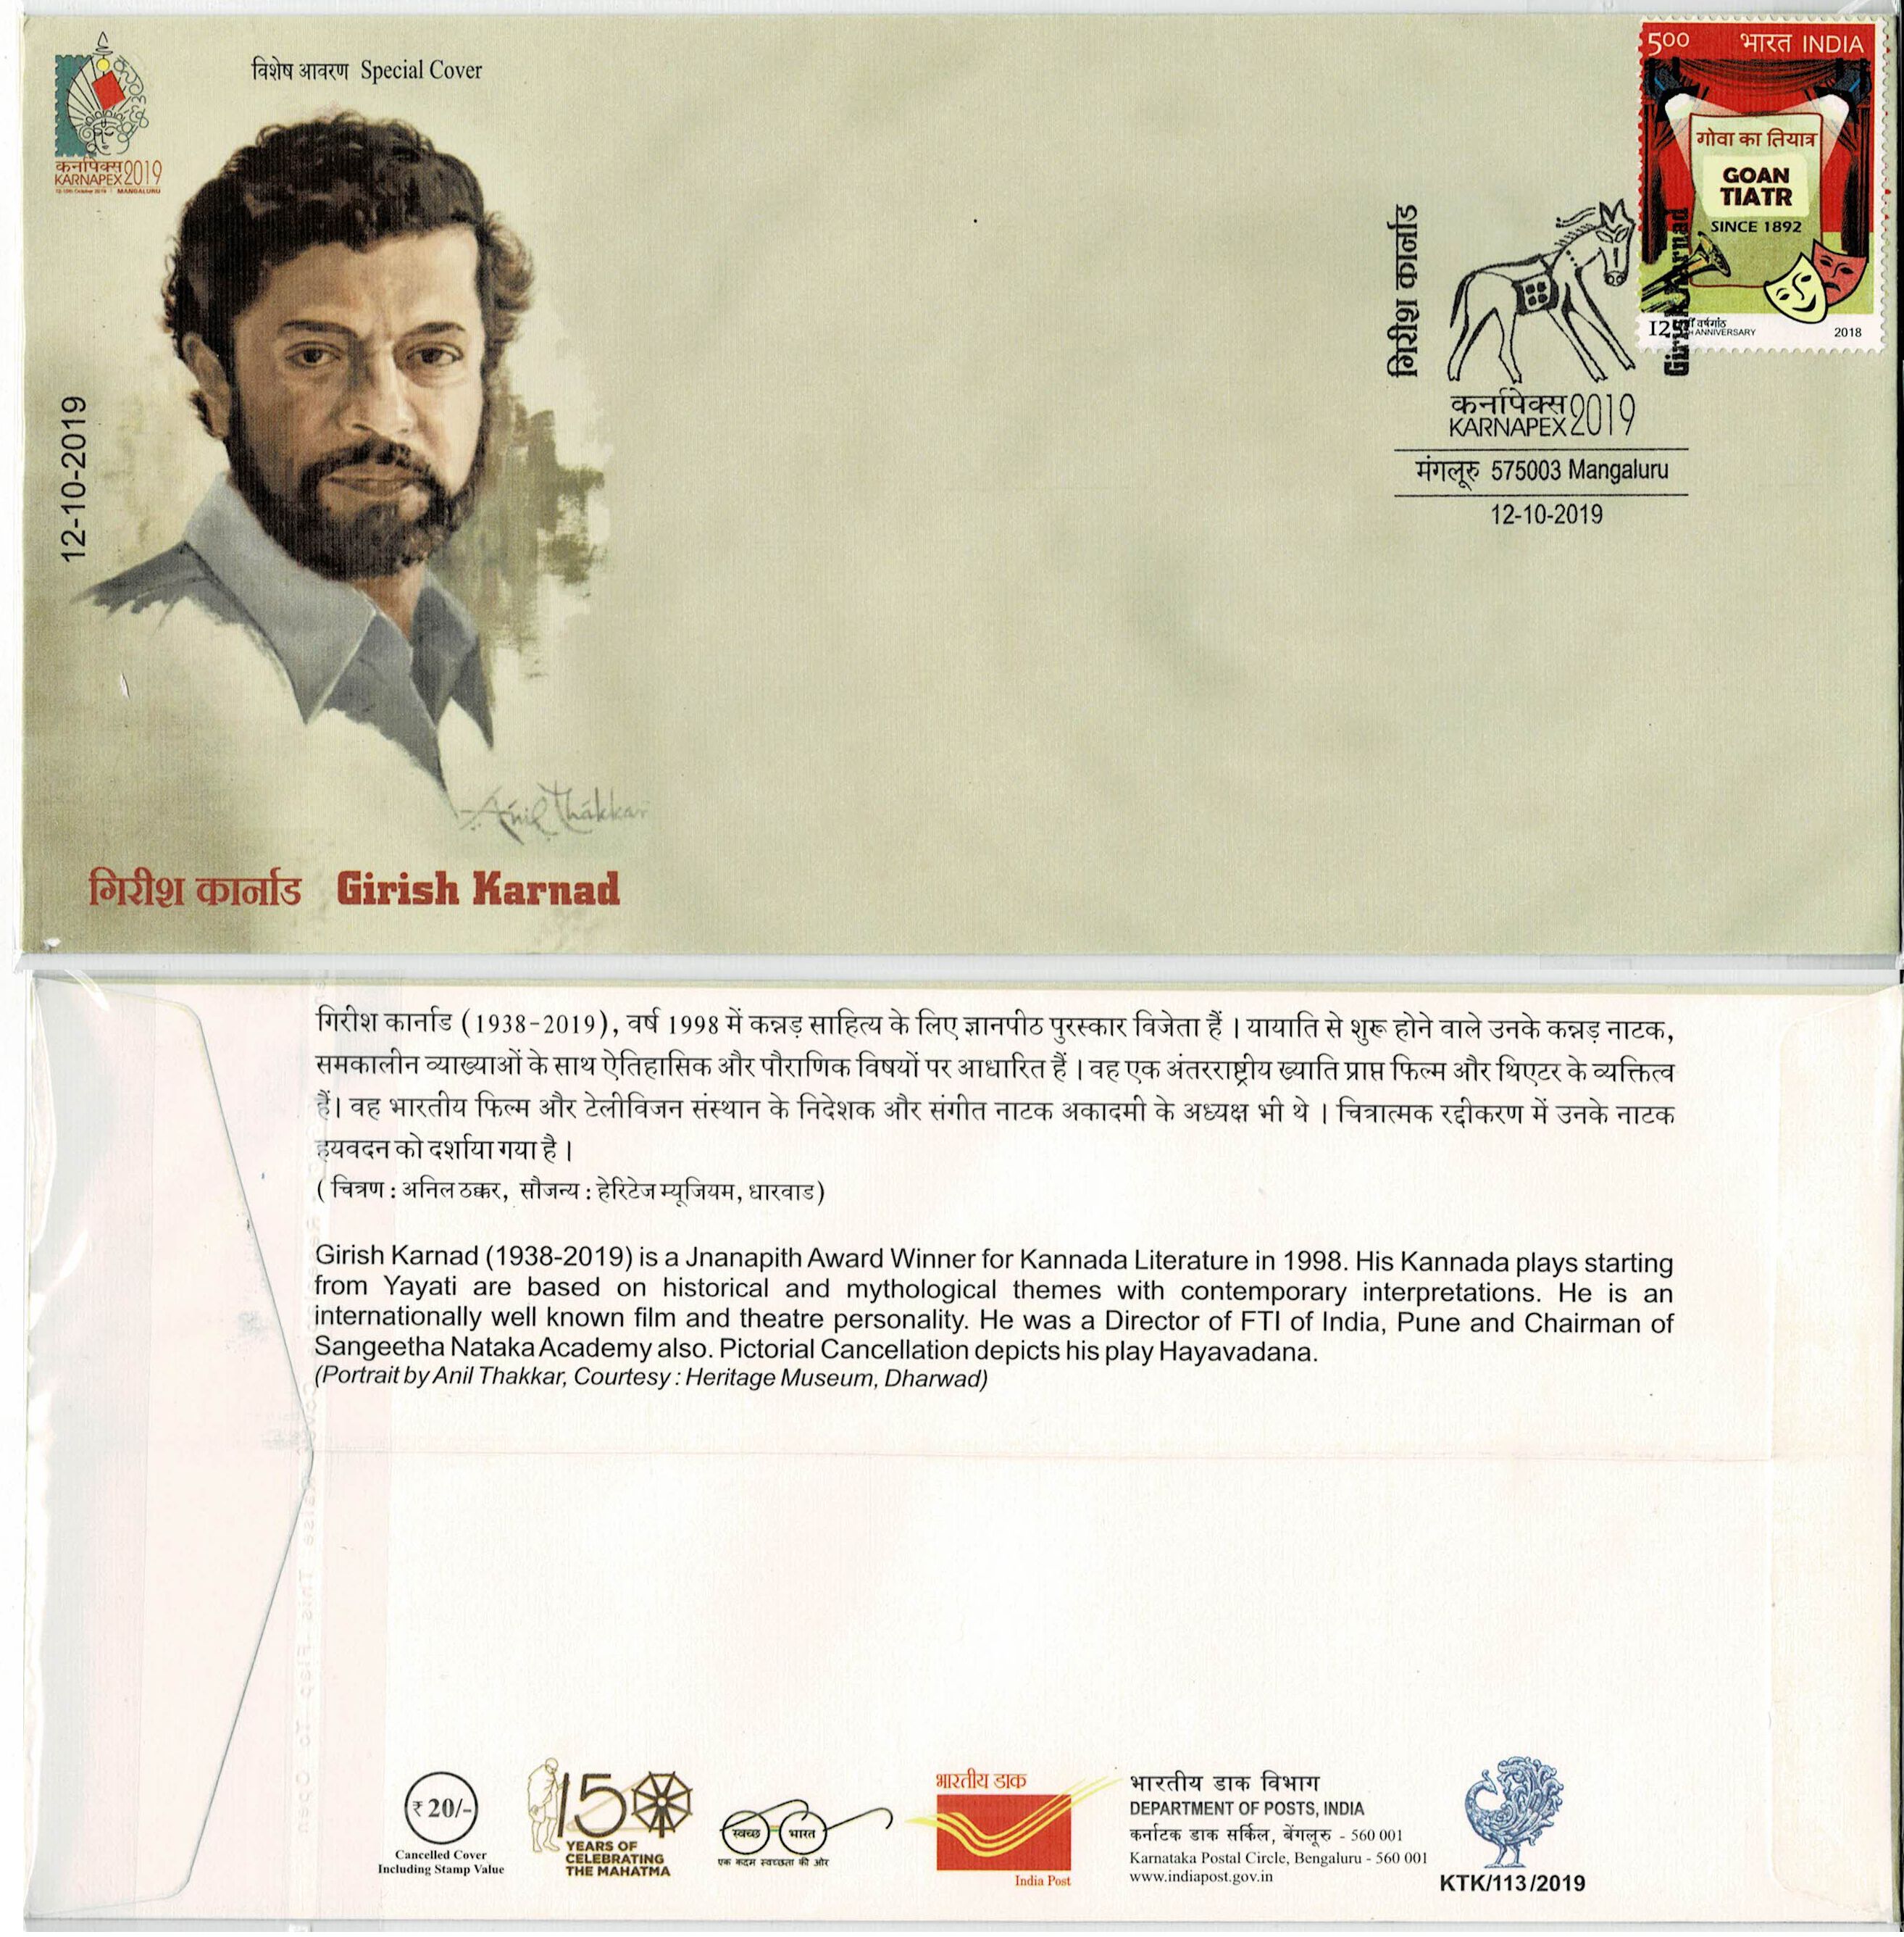 विशेष आवरण Special Cover
कर्नापेक्स 2019
KARNAPEX
MANGALURU
12-10-2019
Anil Thakkar
गिरीश कार्नाड Girish Karnad
500 भारत INDIA
गोवा का तियात्र
GOAN
TIATR
SINCE 1892
वर्षगांठ
ANNIVERSARY
2018
गिरीश कार्नाड
Girish Karnad
कर्नापेक्स 2019
KARNAPEX
मंगलूरु 575003 Mangaluru
12-10-2019
गिरीश कार्नाड (1938-2019), वर्ष 1998 में कन्नड़ साहित्य के लिए ज्ञानपीठ पुरस्कार विजेता हैं । यायाति से शुरू होने वाले उनके कन्नड़ नाटक,
समकालीन व्याख्याओं के साथ ऐतिहासिक और पौराणिक विषयों पर आधारित हैं । वह एक अंतरराष्ट्रीय ख्याति प्राप्त फिल्म और थिएटर के व्यक्तित्व
हैं। वह भारतीय फिल्म और टेलीविजन संस्थान के निदेशक और संगीत नाटक अकादमी के अध्यक्ष भी थे । चित्रात्मक रद्दीकरण में उनके नाटक
हयवदन को दर्शाया गया है ।
( चित्रण : अनिल ठक्कर, सौजन्य : हेरिटेज म्यूजियम, धारवाड)
Girish Karnad (1938-2019) is a Jnanapith Award Winner for Kannada Literature in 1998. His Kannada plays starting
from Yayati are based on historical and mythological themes with contemporary interpretations. He is an
internationally well known film and theatre personality. He was a Director of FTI of India, Pune and Chairman of
Sangeetha Nataka Academy also. Pictorial Cancellation depicts his play Hayavadana.
(Portrait by Anil Thakkar, Courtesy : Heritage Museum, Dharwad)
₹ 20/-
Cancelled Cover
Including Stamp Value
150
YEARS OF
CELEBRATING
THE MAHATMA
स्वच्छ भारत
एक कदम स्वच्छता की ओर
भारतीय डाक
India Post
भारतीय डाक विभाग
DEPARTMENT OF POSTS, INDIA
कर्नाटक डाक सर्किल, बेंगलूरु - 560 001
Karnataka Postal Circle, Bengaluru - 560 001
www.indiapost.gov.in
KTK/113/2019